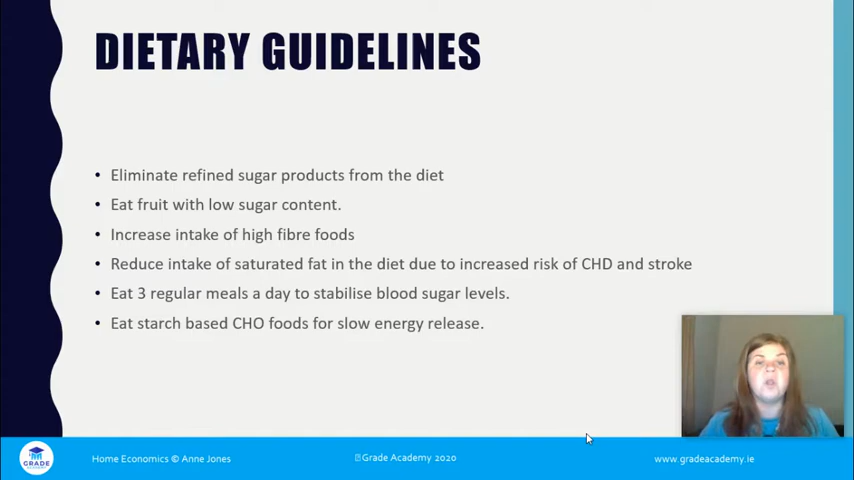 DIETARY GUIDELINES
• Eliminate refined sugar products from the diet
• Eat fruit with low sugar content.
• Increase intake of high fibre foods
• Reduce intake of saturated fat in the diet due to increased risk of CHD and stroke
• Eat 3 regular meals a day to stabilise blood sugar levels.
• Eat starch based CHO foods for slow energy release.
GRADE
ACADEMY
Home Economics © Anne Jones
Grade Academy 2020
www.gradeacademy.ie